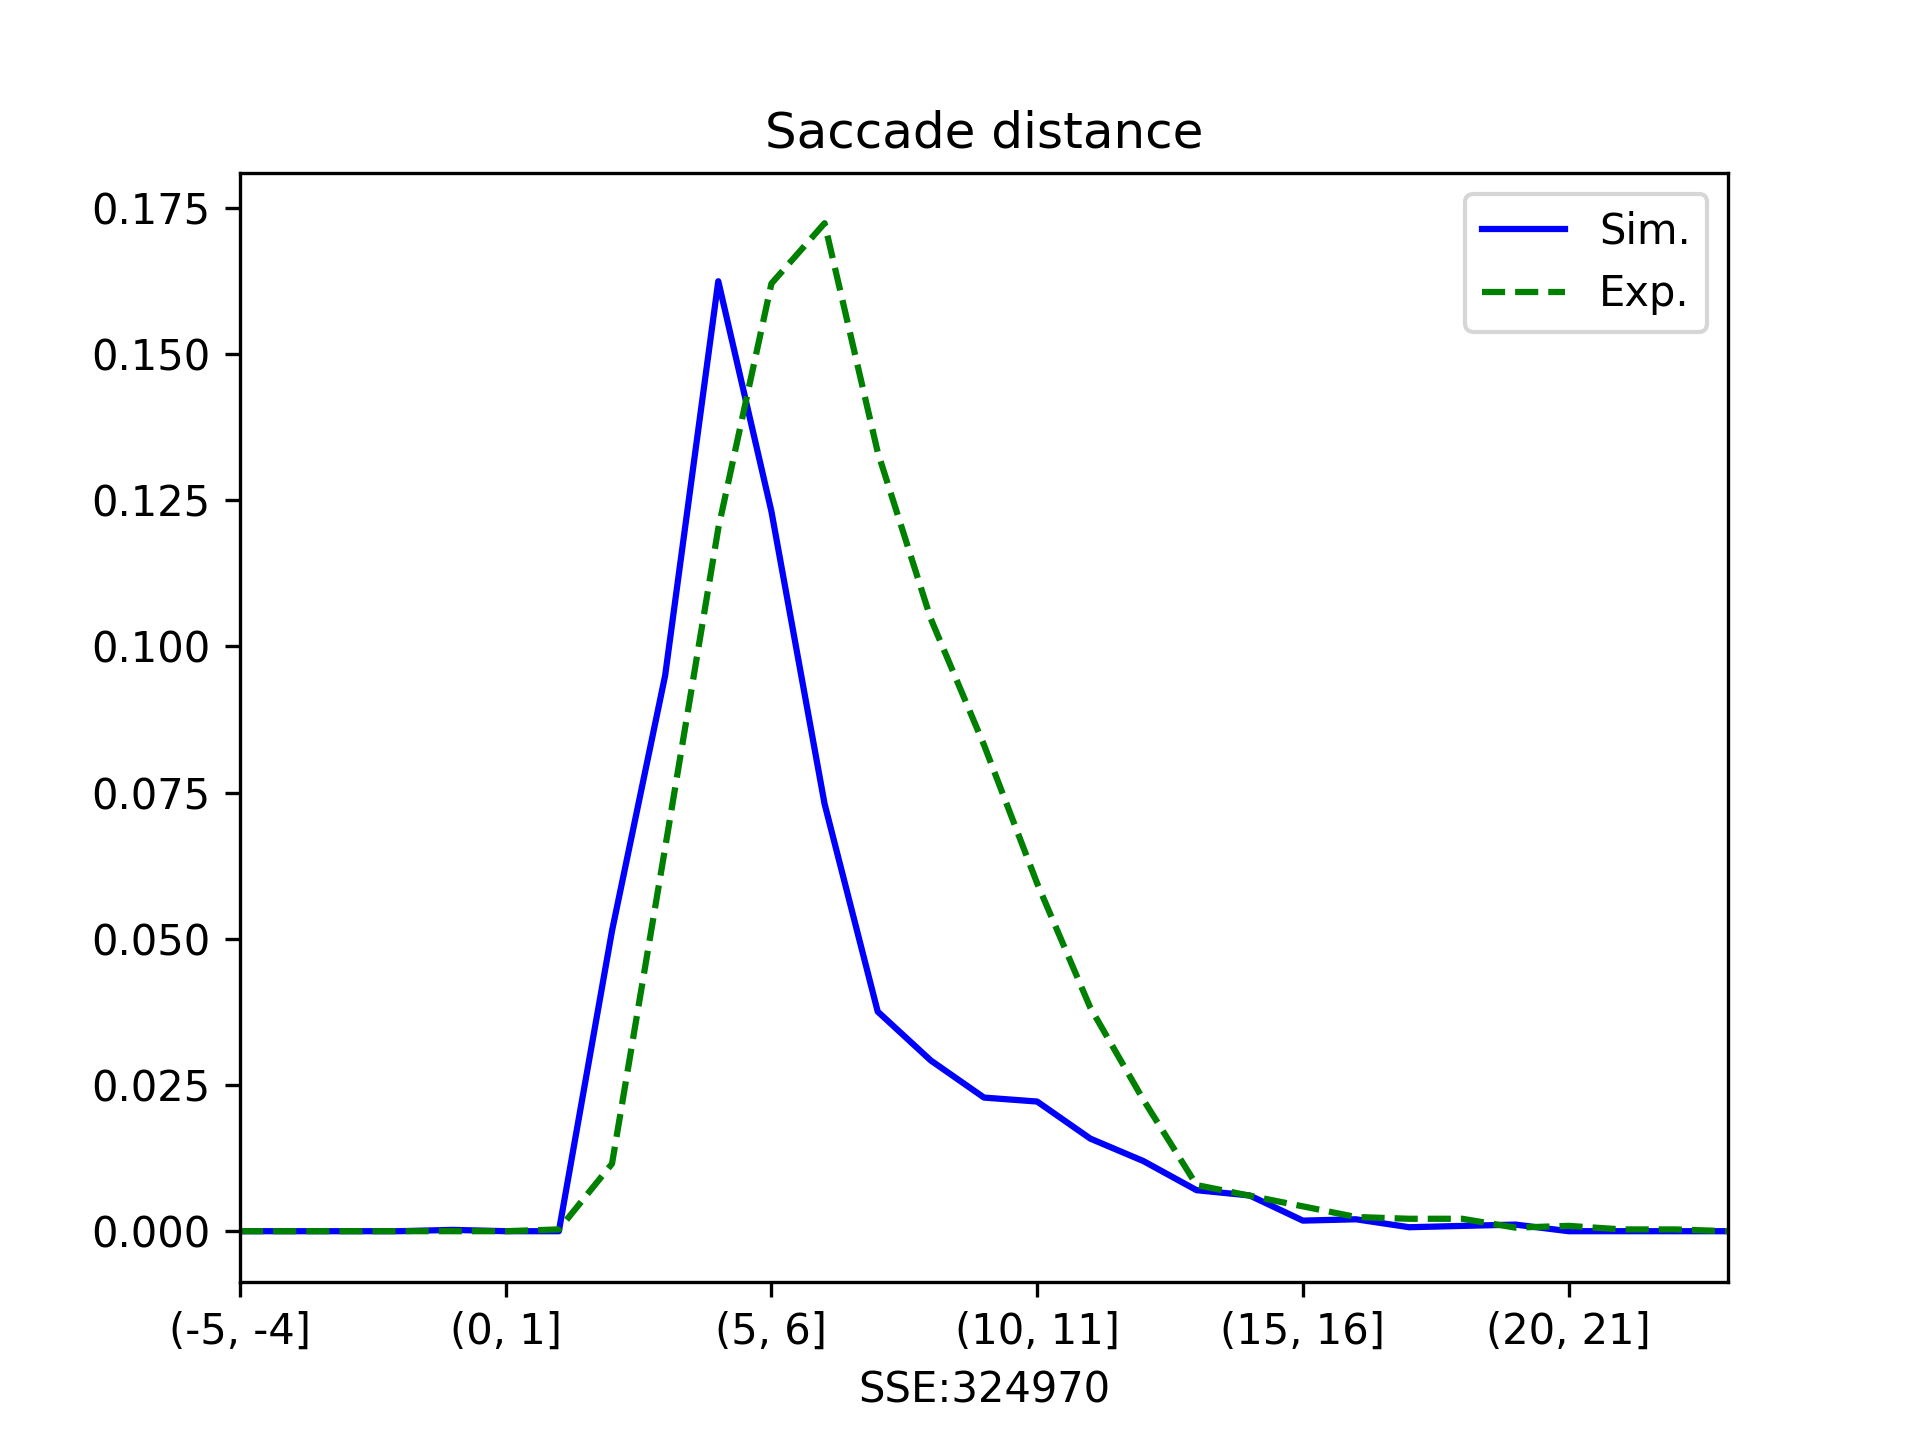 Saccade distance
0.175
0.150
0.125
0.100
0.075
0.050
0.025
0.000
Sim.
Exp.
(-5, -4] (0, 1] (5, 6] (10, 11] (15, 16] (20, 21]
SSE:324970